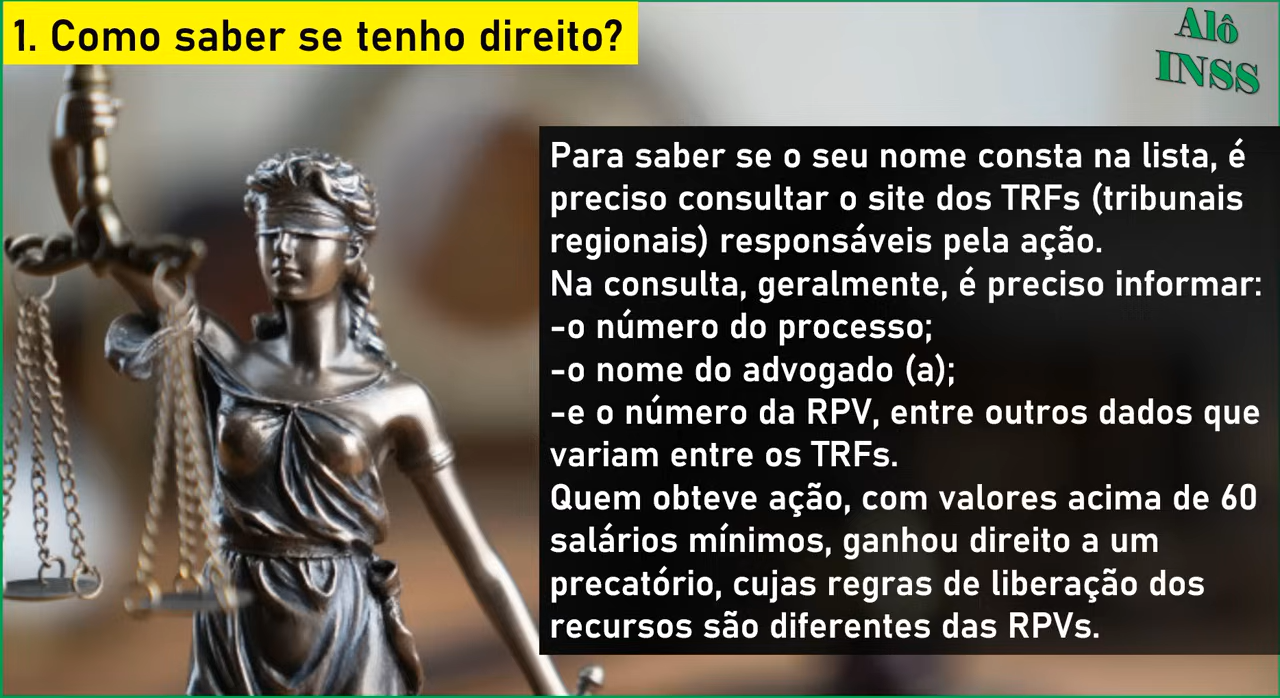 1. Como saber se tenho direito?
Alô
INSS
Para saber se o seu nome consta na lista, é
preciso consultar o site dos TRFs (tribunais
regionais) responsáveis pela ação.
Na consulta, geralmente, é preciso informar:
-o número do processo;
-o nome do advogado (a);
-e o número da RPV, entre outros dados que
variam entre os TRFs.
Quem obteve ação, com valores acima de 60
salários mínimos, ganhou direito a um
precatório, cujas regras de liberação dos
recursos são diferentes das RPVs.